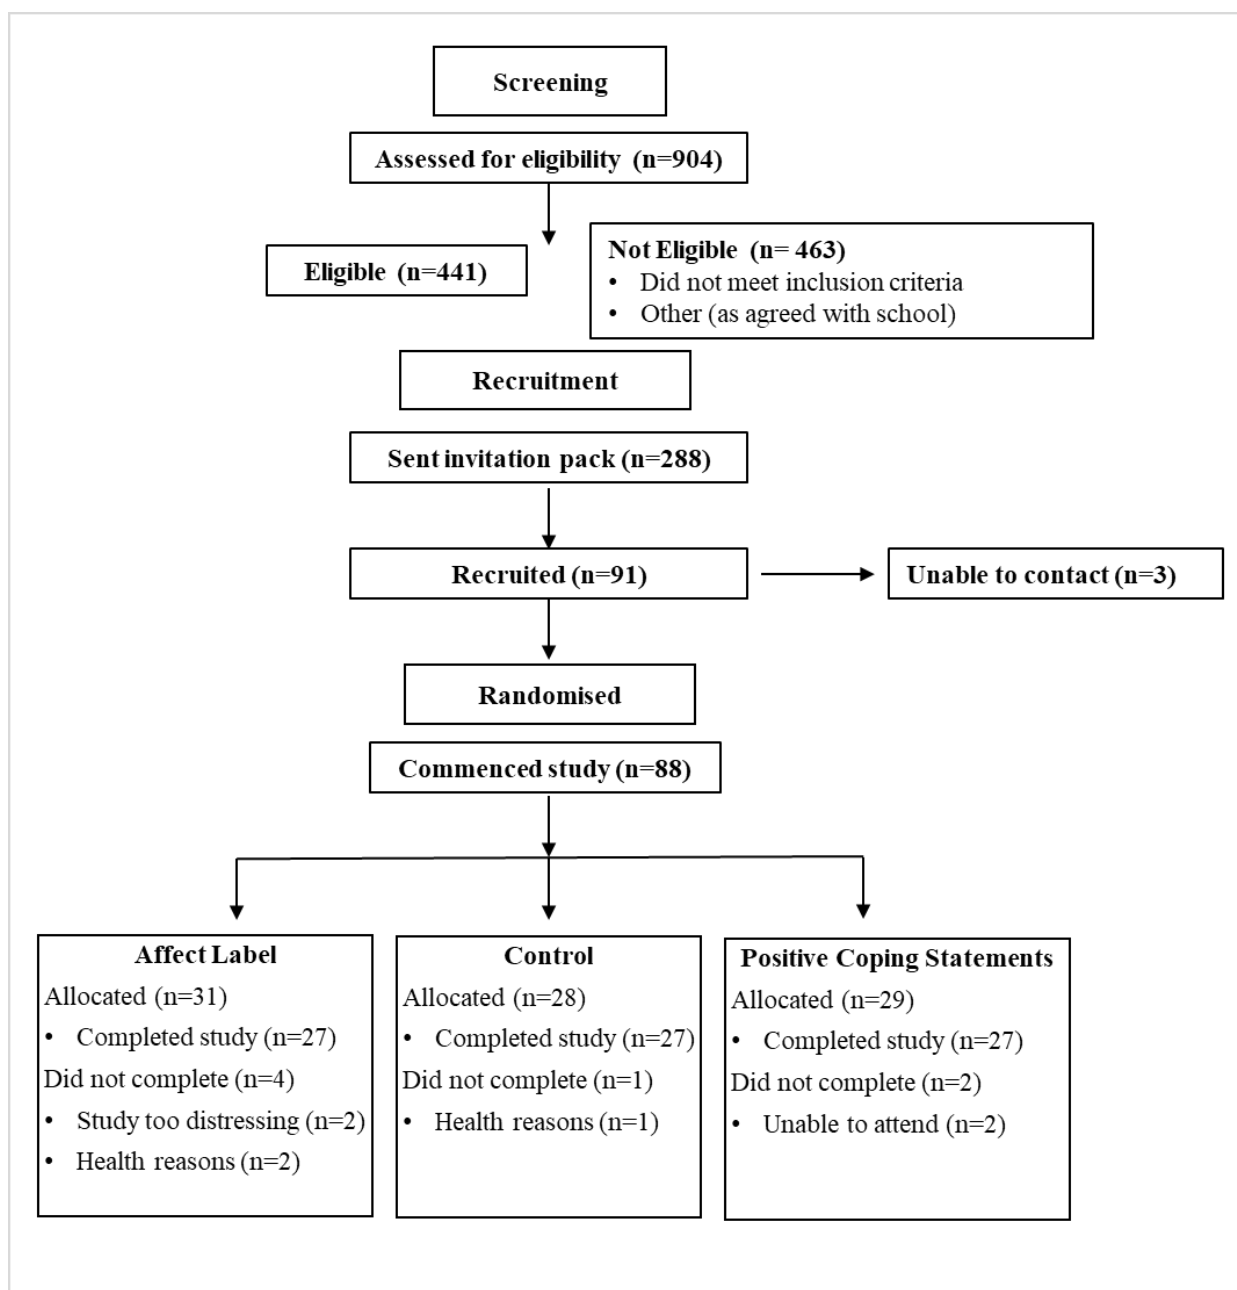 Screening
Assessed for eligibility (n=904)
Eligible (n=441)
Not Eligible (n= 463)
• Did not meet inclusion criteria
• Other (as agreed with school)
Recruitment
Sent invitation pack (n=288)
Recruited (n=91)
Unable to contact (n=3)
Randomised
Commenced study (n=88)
Affect Label
Allocated (n=31)
• Completed study (n=27)
Did not complete (n=4)
• Study too distressing (n=2)
• Health reasons (n=2)
Control
Allocated (n=28)
• Completed study (n=27)
Did not complete (n=1)
• Health reasons (n=1)
Positive Coping Statements
Allocated (n=29)
• Completed study (n=27)
Did not complete (n=2)
• Unable to attend (n=2)